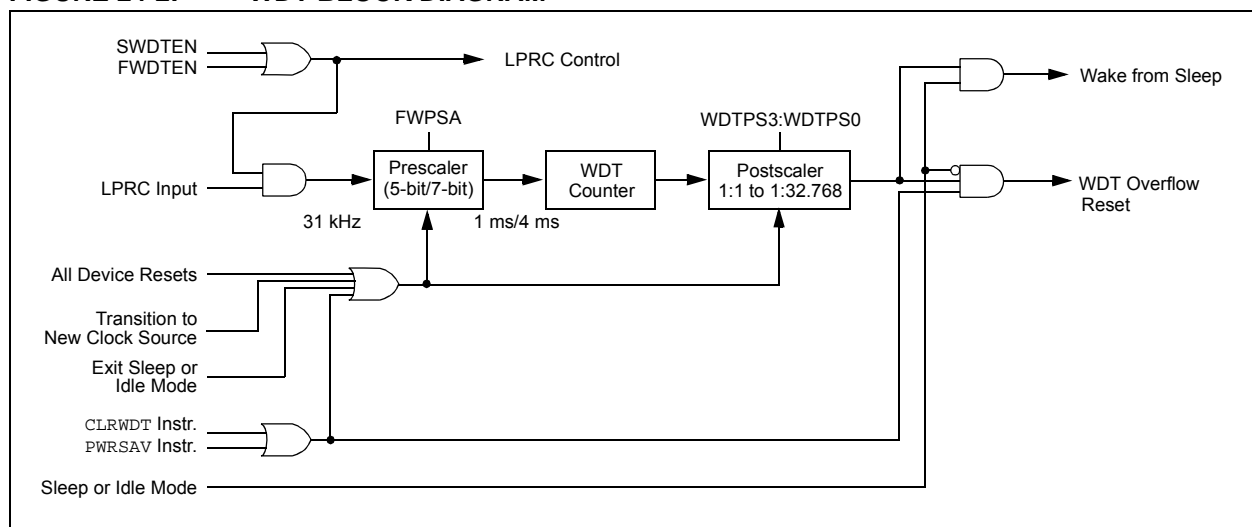 SWDTEN
FWDTEN
LPRC Control
Wake from Sleep
FWPSA
WDTPS3:WDTPS0
LPRC Input
Prescaler
(5-bit/7-bit)
WDT
Counter
Postscaler
1:1 to 1:32.768
WDT Overflow
Reset
31 kHz
1 ms/4 ms
All Device Resets
Transition to
New Clock Source
Exit Sleep or
Idle Mode
CLRWDT Instr.
PWRSAV Instr.
Sleep or Idle Mode